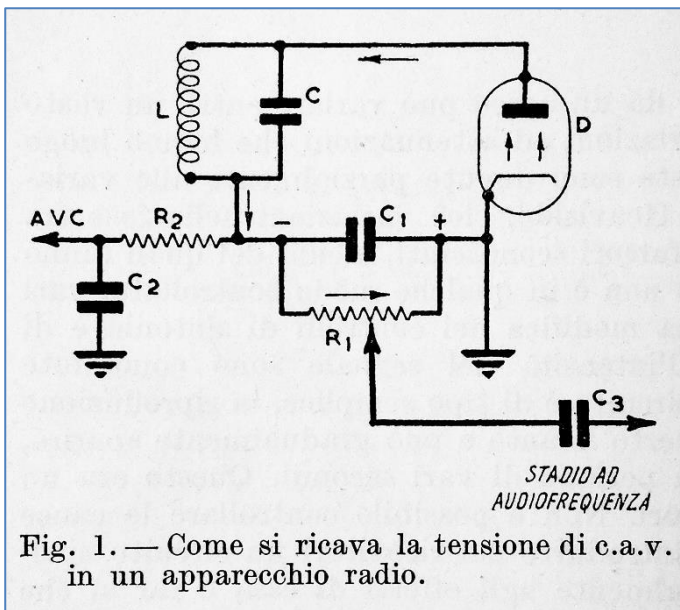 L
C
D
AVC
R2
-
C1
+
C2
R1
C3
STADIO AD
AUDIOFREQUENZA
Fig. 1. - Come si ricava la tensione di c.a.v.
in un apparecchio radio.